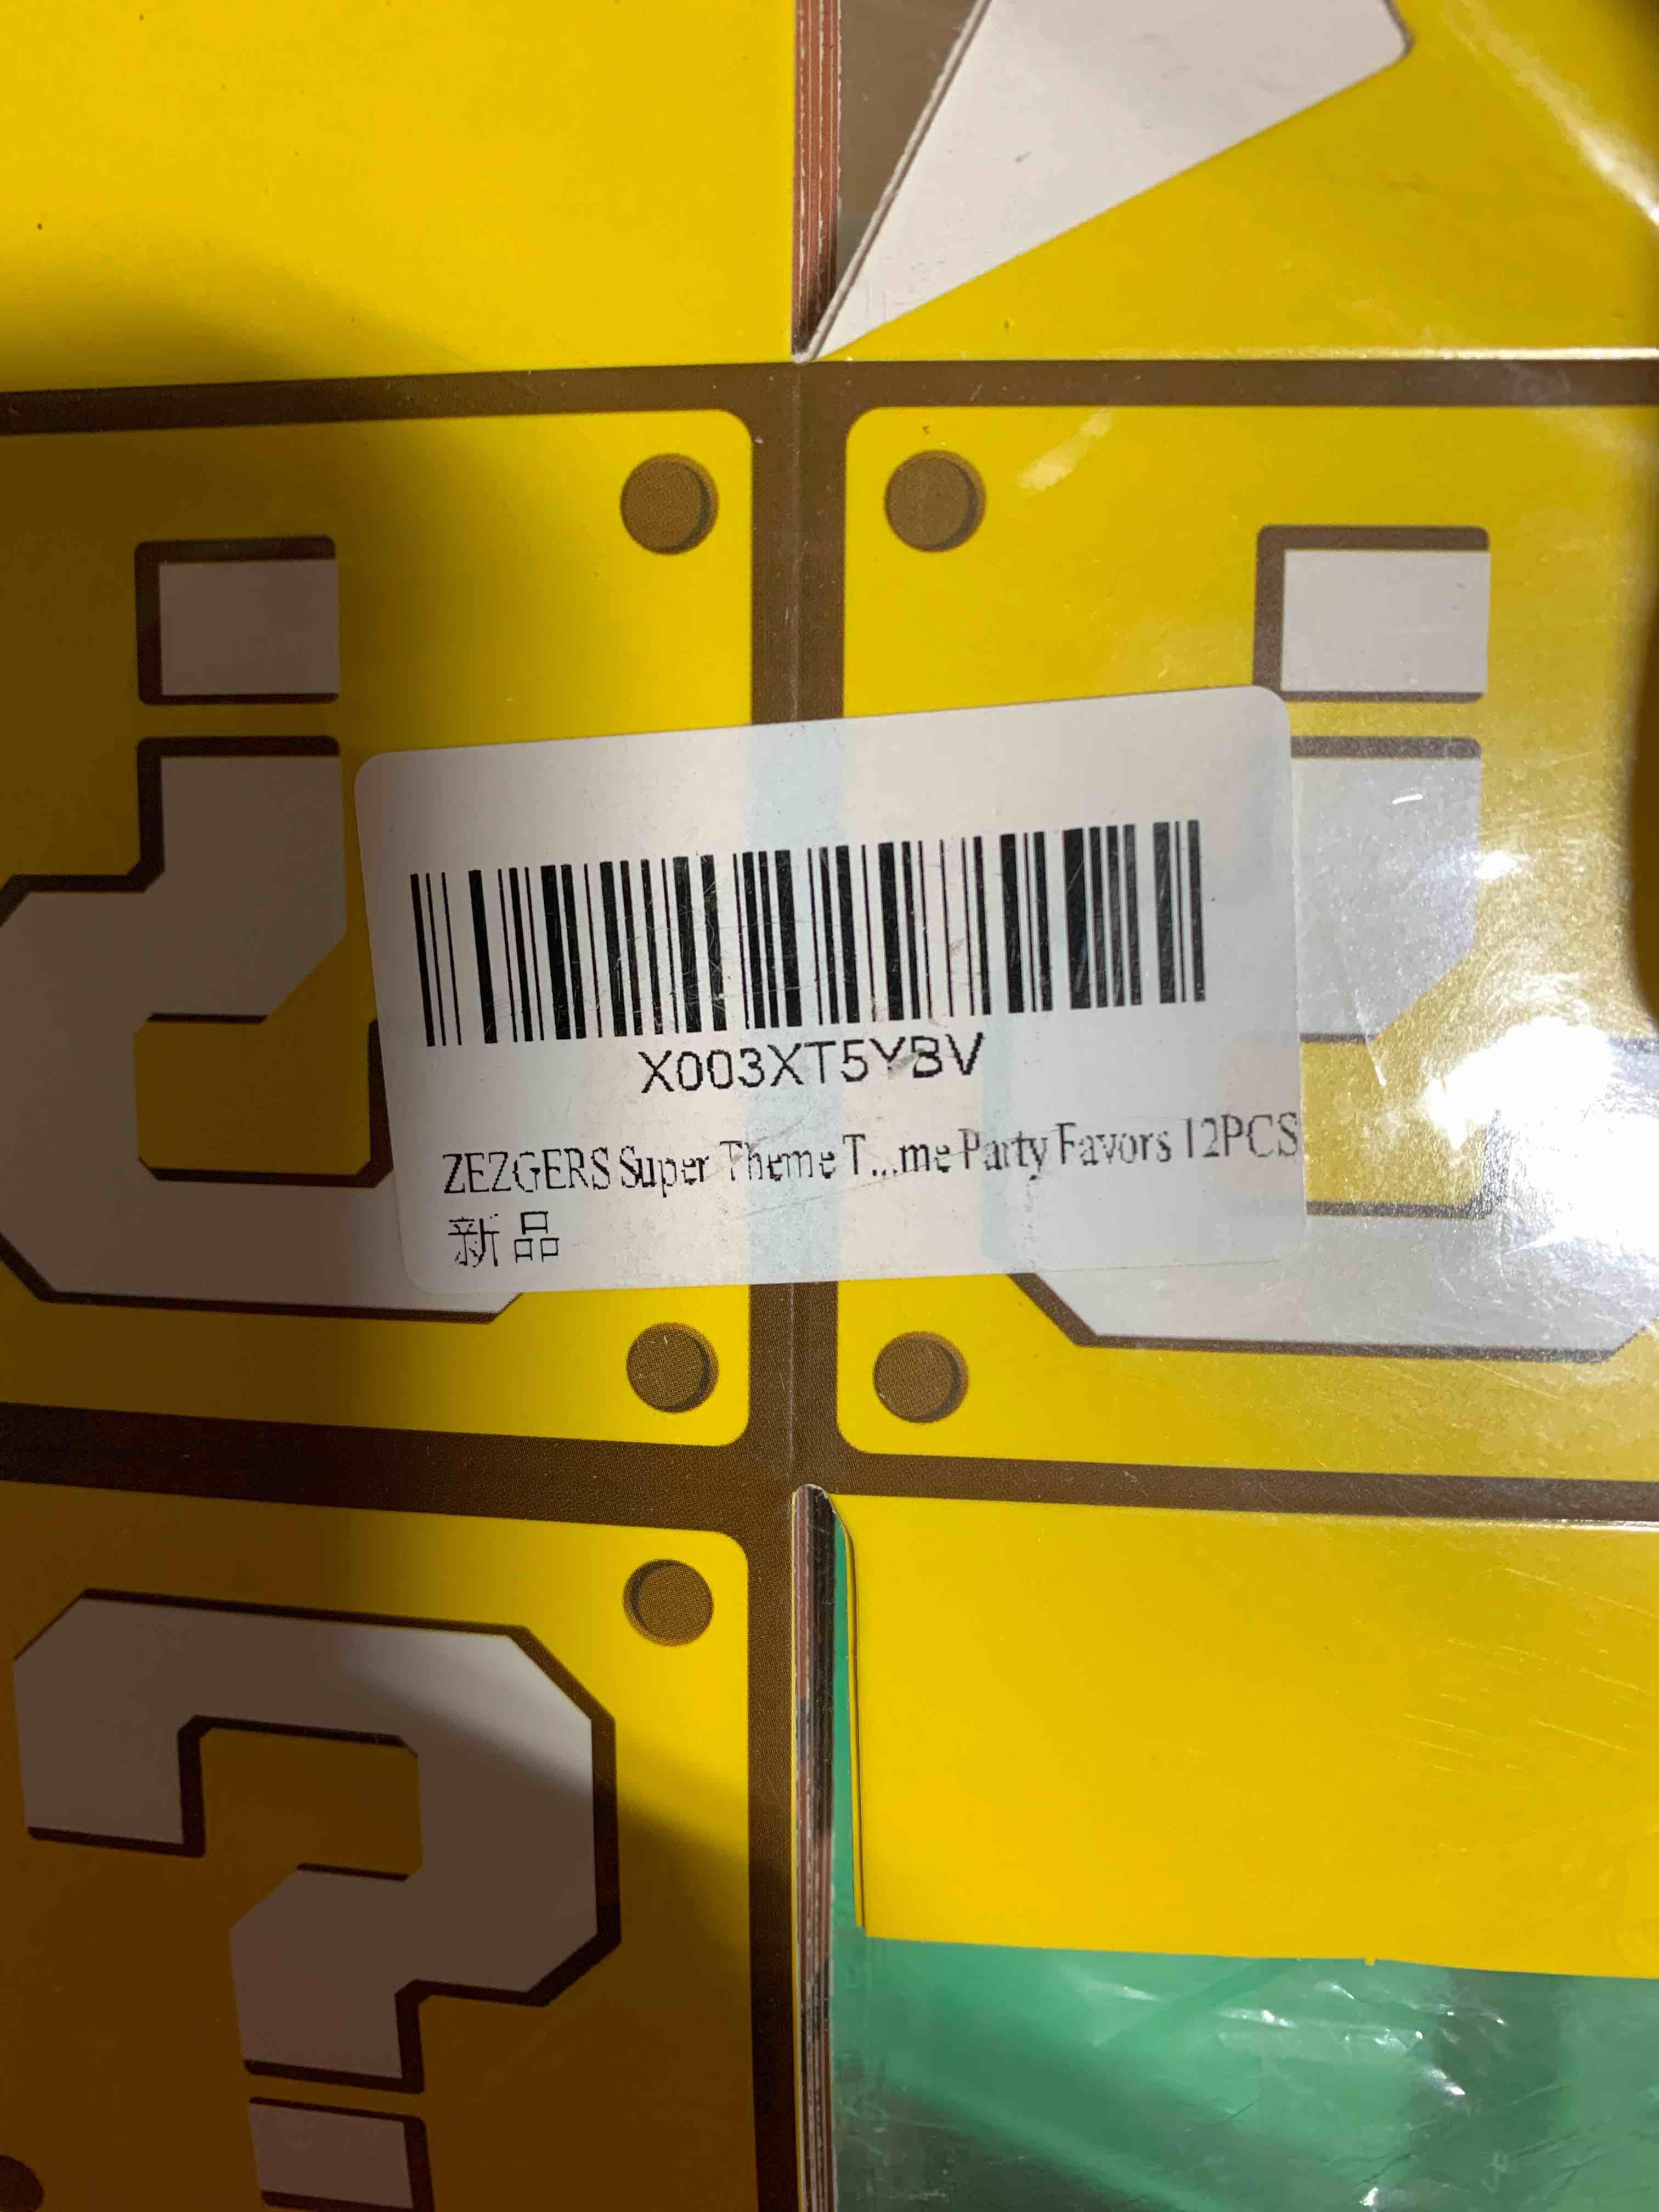 X003XT5YBV
ZEZGERS Super Theme T...me Party Favors 12PCS
新品